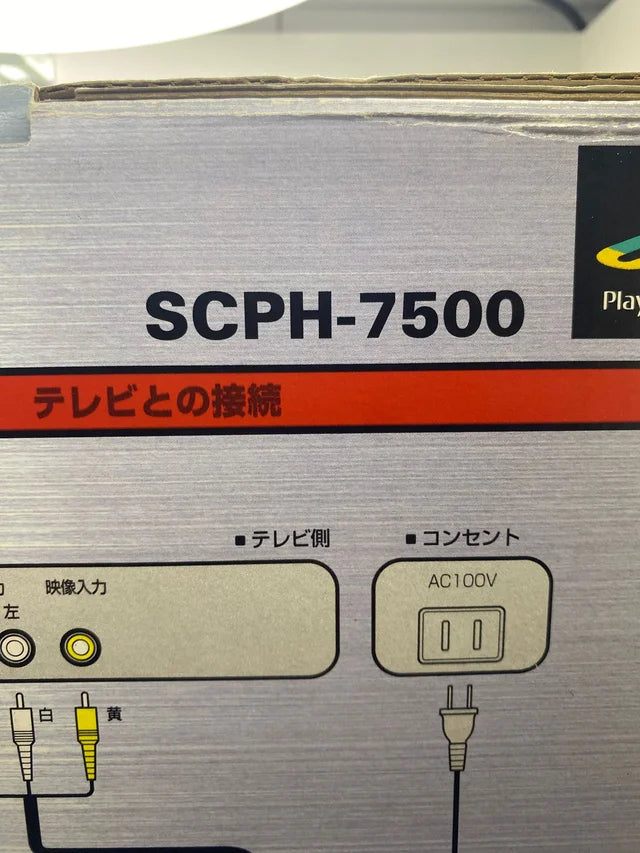 SCPH-7500
Play
テレビとの接続
■テレビ側
■コンセント
映像入力
左
AC100V
白
黄